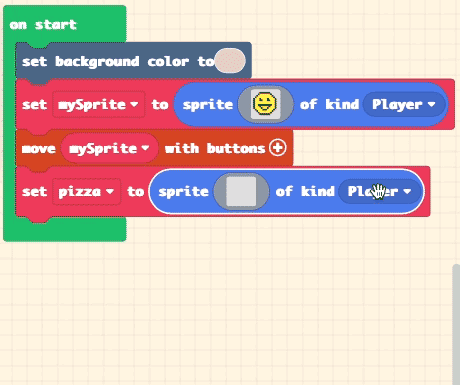 on start
set background color to
set mySprite to sprite of kind Player
move mySprite with buttons
set pizza to sprite of kind Player